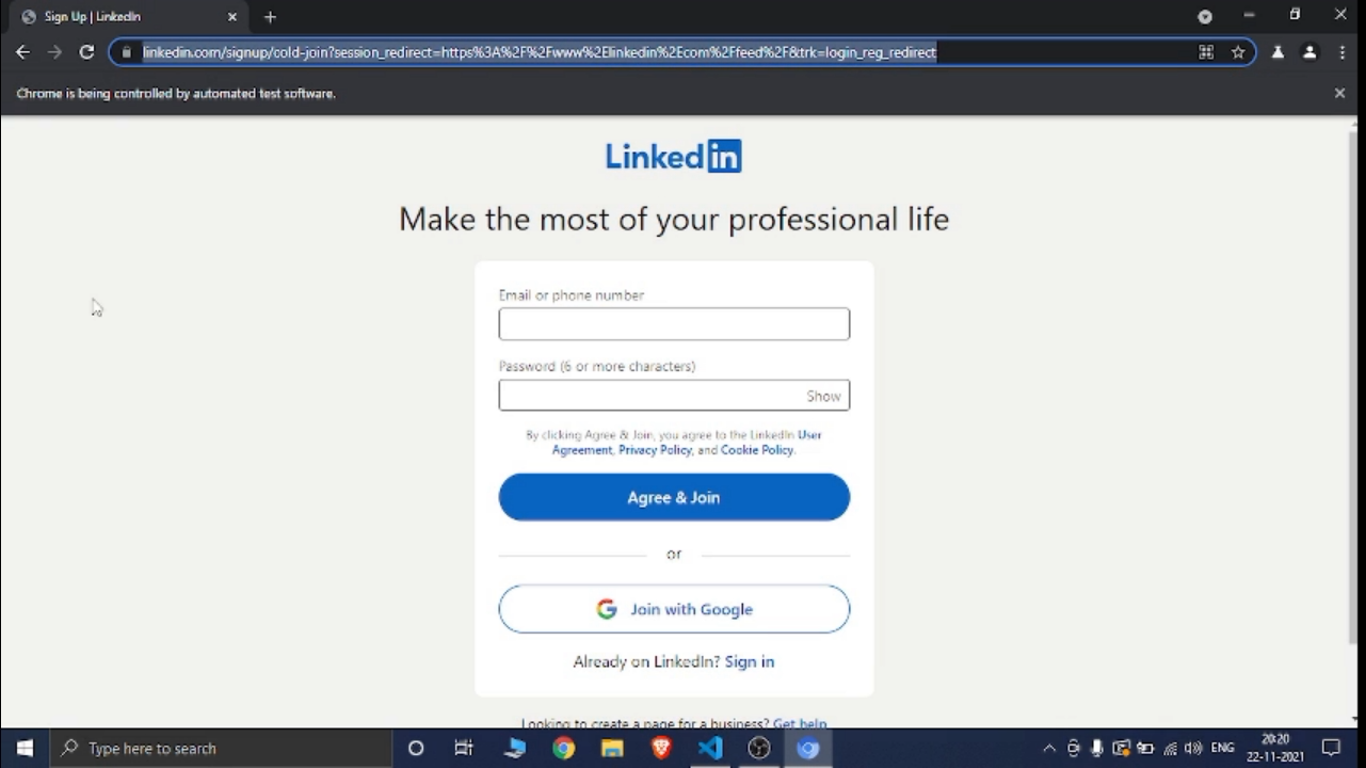 Sign Up | LinkedIn
linkedin.com/signup/cold-join?session_redirect=https%3A%2F%2Fwww%2Elinkedin%2Ecom%2Ffeed%2F&trk=login_reg_redirect
Chrome is being controlled by automated test software.
Linked in
Make the most of your professional life
Email or phone number
Password (6 or more characters)
Show
By clicking Agree & Join, you agree to the LinkedIn User
Agreement, Privacy Policy, and Cookie Policy.
Agree & Join
or
Join with Google
Already on LinkedIn? Sign in
Looking to create a page for a business? Get help
Type here to search
ENG
20:20
22-11-2021